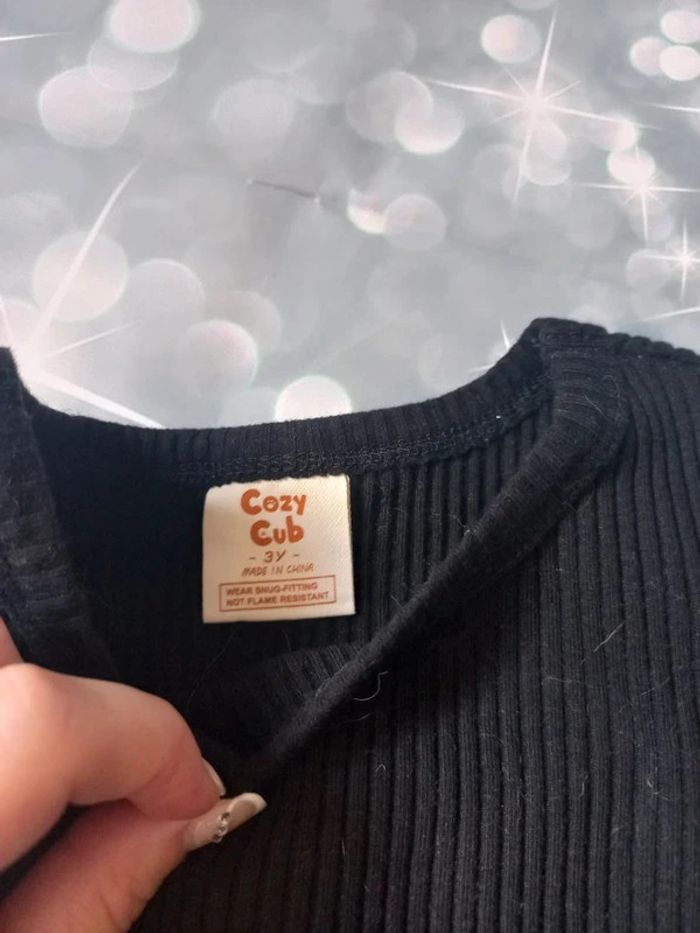 Cozy
Cub
- 3Y -
MADE IN CHINA
WEAR SNUG-FITTING
NOT FLAME RESISTANT